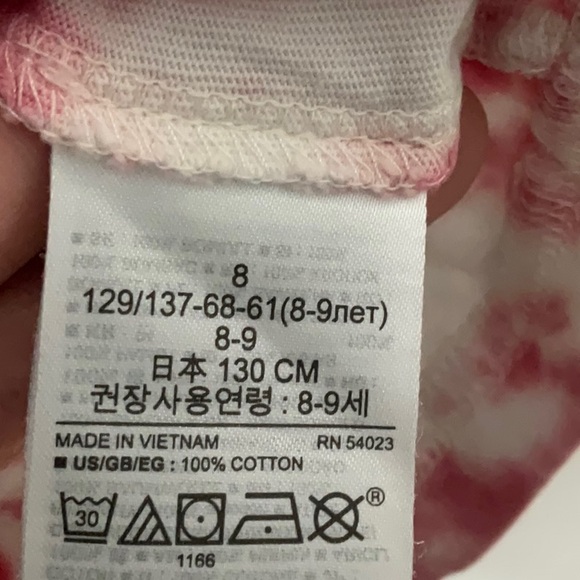 8
129/137-68-61(8-9лет)
8-9
日本 130 CM
권장사용연령 : 8-9세
MADE IN VIETNAM RN 54023
■ US/GB/EG : 100% COTTON
30 ®
1166